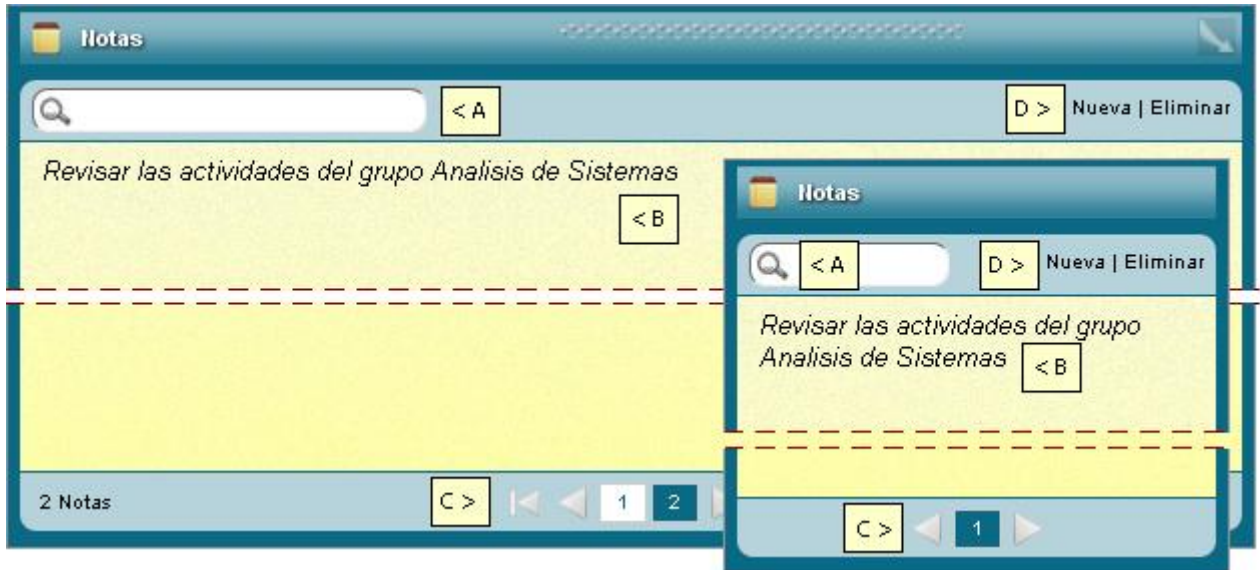 Notas
< A
D > Nueva | Eliminar
Revisar las actividades del grupo Analisis de Sistemas
< B
2 Notas
C > 1 2
Notas
< A
D > Nueva | Eliminar
Revisar las actividades del grupo
Analisis de Sistemas
< B
C > 1